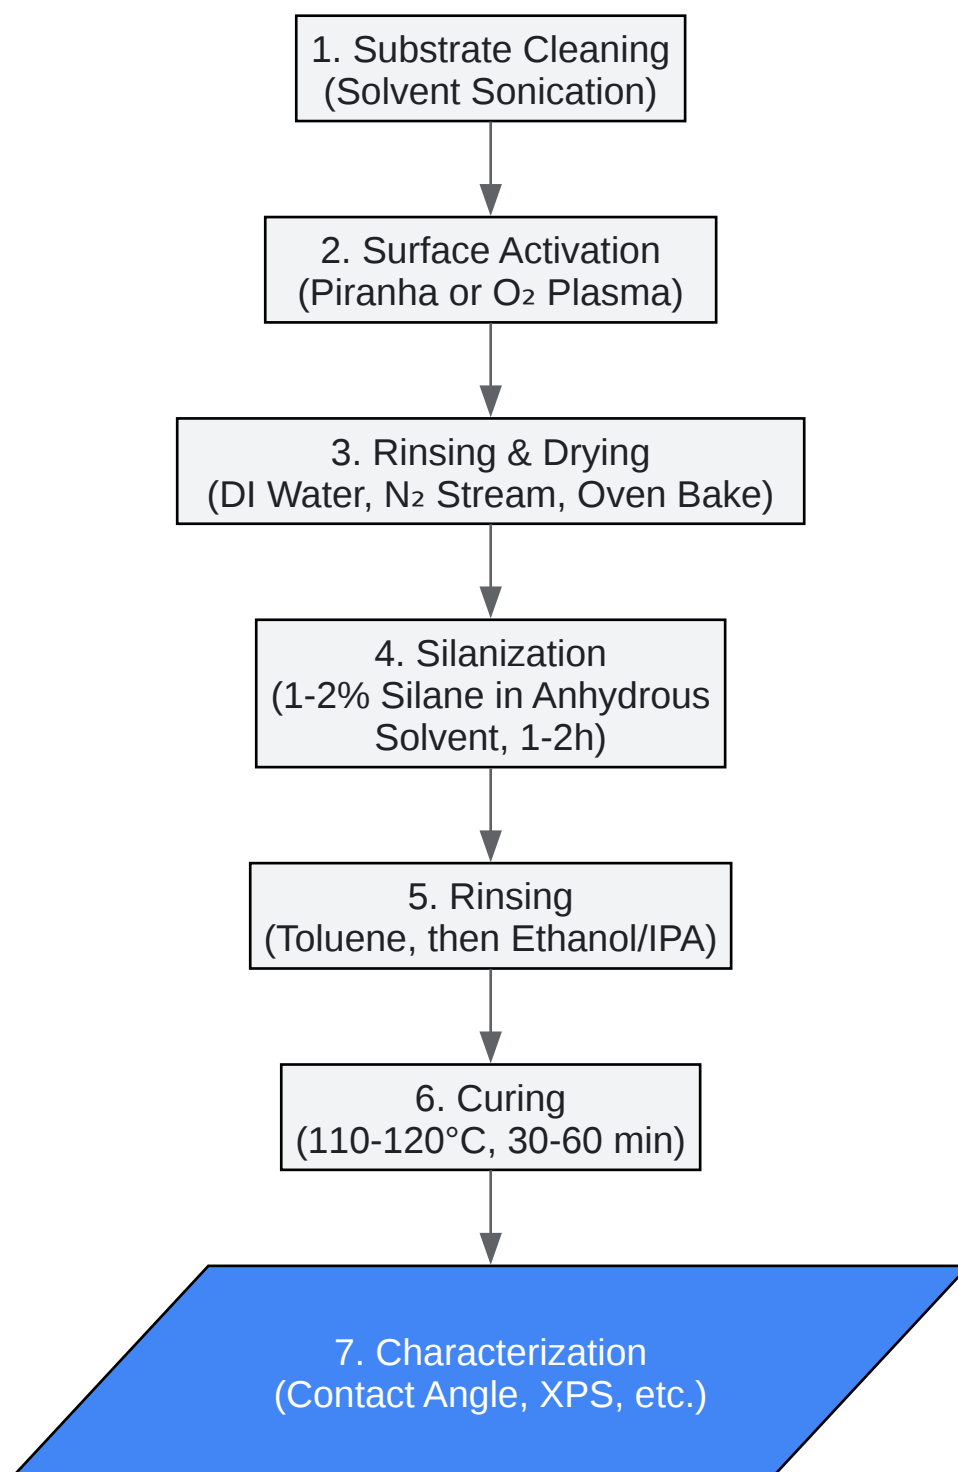 1. Substrate Cleaning
(Solvent Sonication)
2. Surface Activation
(Piranha or O₂ Plasma)
3. Rinsing & Drying
(DI Water, N₂ Stream, Oven Bake)
4. Silanization
(1-2% Silane in Anhydrous
Solvent, 1-2h)
5. Rinsing
(Toluene, then Ethanol/IPA)
6. Curing
(110-120°C, 30-60 min)
7. Characterization
(Contact Angle, XPS, etc.)